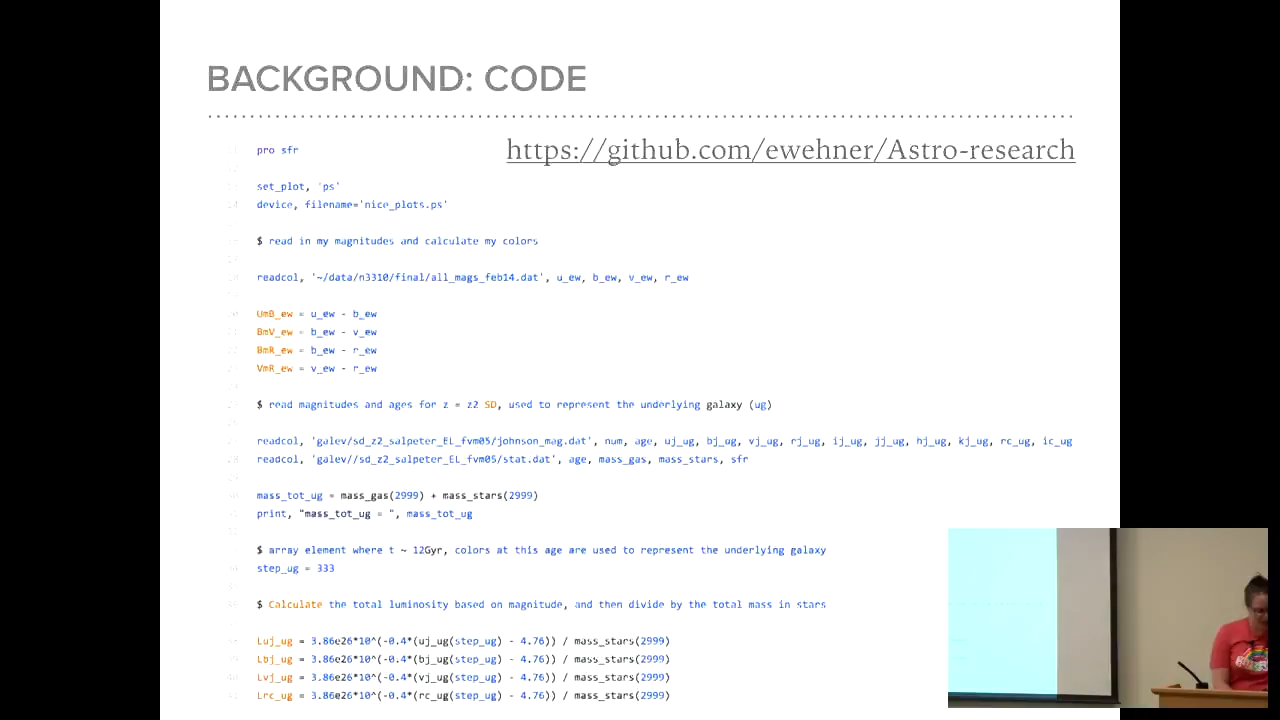 BACKGROUND: CODE
https://github.com/ewehner/Astro-research
pro sfr
set_plot, 'ps'
device, filename='nice_plots.ps'
$ read in my magnitudes and calculate my colors
readcol, '~/data/n3310/final/all_mags_feb14.dat', u_ew, b_ew, v_ew, r_ew
UmB_ew = u_ew - b_ew
BmV_ew = b_ew - v_ew
BmR_ew = b_ew - r_ew
VmR_ew = v_ew - r_ew
$ read magnitudes and ages for z = z2 SD, used to represent the underlying galaxy (ug)
readcol, 'galev/sd_z2_salpeter_EL_fvm05/johnson_mag.dat', num, age, uj_ug, bj_ug, vj_ug, rj_ug, ij_ug, jj_ug, hj_ug, kj_ug, rc_ug, ic_ug
readcol, 'galev//sd_z2_salpeter_EL_fvm05/stat.dat', age, mass_gas, mass_stars, sfr
mass_tot_ug = mass_gas(2999) + mass_stars(2999)
print, "mass_tot_ug = ", mass_tot_ug
$ array element where t ~ 12Gyr, colors at this age are used to represent the underlying galaxy
step_ug = 333
$ Calculate the total luminosity based on magnitude, and then divide by the total mass in stars
Luj_ug = 3.86e26*10^(-0.4*(uj_ug(step_ug) - 4.76)) / mass_stars(2999)
Lbj_ug = 3.86e26*10^(-0.4*(bj_ug(step_ug) - 4.76)) / mass_stars(2999)
Lvj_ug = 3.86e26*10^(-0.4*(vj_ug(step_ug) - 4.76)) / mass_stars(2999)
Lrc_ug = 3.86e26*10^(-0.4*(rc_ug(step_ug) - 4.76)) / mass_stars(2999)